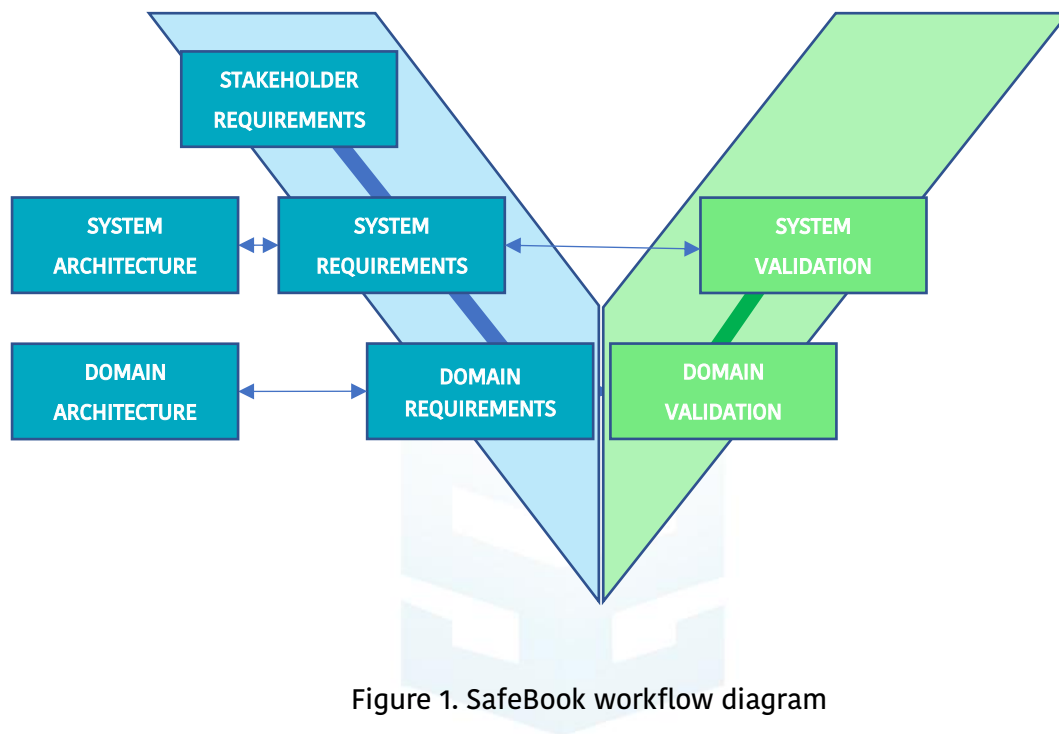 STAKEHOLDER
REQUIREMENTS
SYSTEM
ARCHITECTURE
SYSTEM
REQUIREMENTS
SYSTEM
VALIDATION
DOMAIN
ARCHITECTURE
DOMAIN
REQUIREMENTS
DOMAIN
VALIDATION
Figure 1. SafeBook workflow diagram